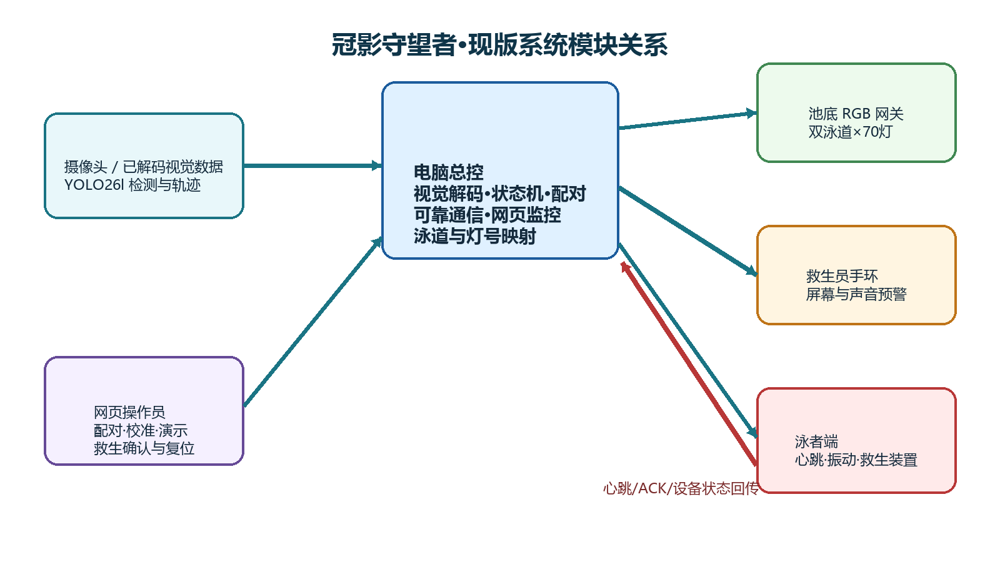 冠影守望者•现版系统模块关系
摄像头 / 已解码视觉数据
YOLO26l 检测与轨迹
电脑总控
视觉解码•状态机•配对
可靠通信•网页监控
泳道与灯号映射
池底 RGB 网关
双泳道×70灯
救生员手环
屏幕与声音预警
网页操作员
配对·校准·演示
救生确认与复位
泳者端
心跳·振动·救生装置
心跳/ACK/设备状态回传